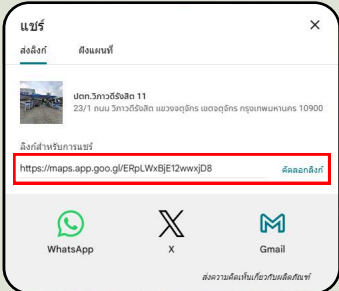 แชร์
ส่งลิงก์ ฝังแผนที่
ปตท.วิภาวดีรังสิต 11
23/1 ถนน วิภาวดีรังสิต แขวงจตุจักร เขตจตุจักร กรุงเทพมหานคร 10900
ลิงก์สำหรับการแชร์
https://maps.app.goo.gl/ERpLWxBjE12wwxjD8 คัดลอกลิงก์
WhatsApp X Gmail
ส่งความคิดเห็นเกี่ยวกับผลิตภัณฑ์